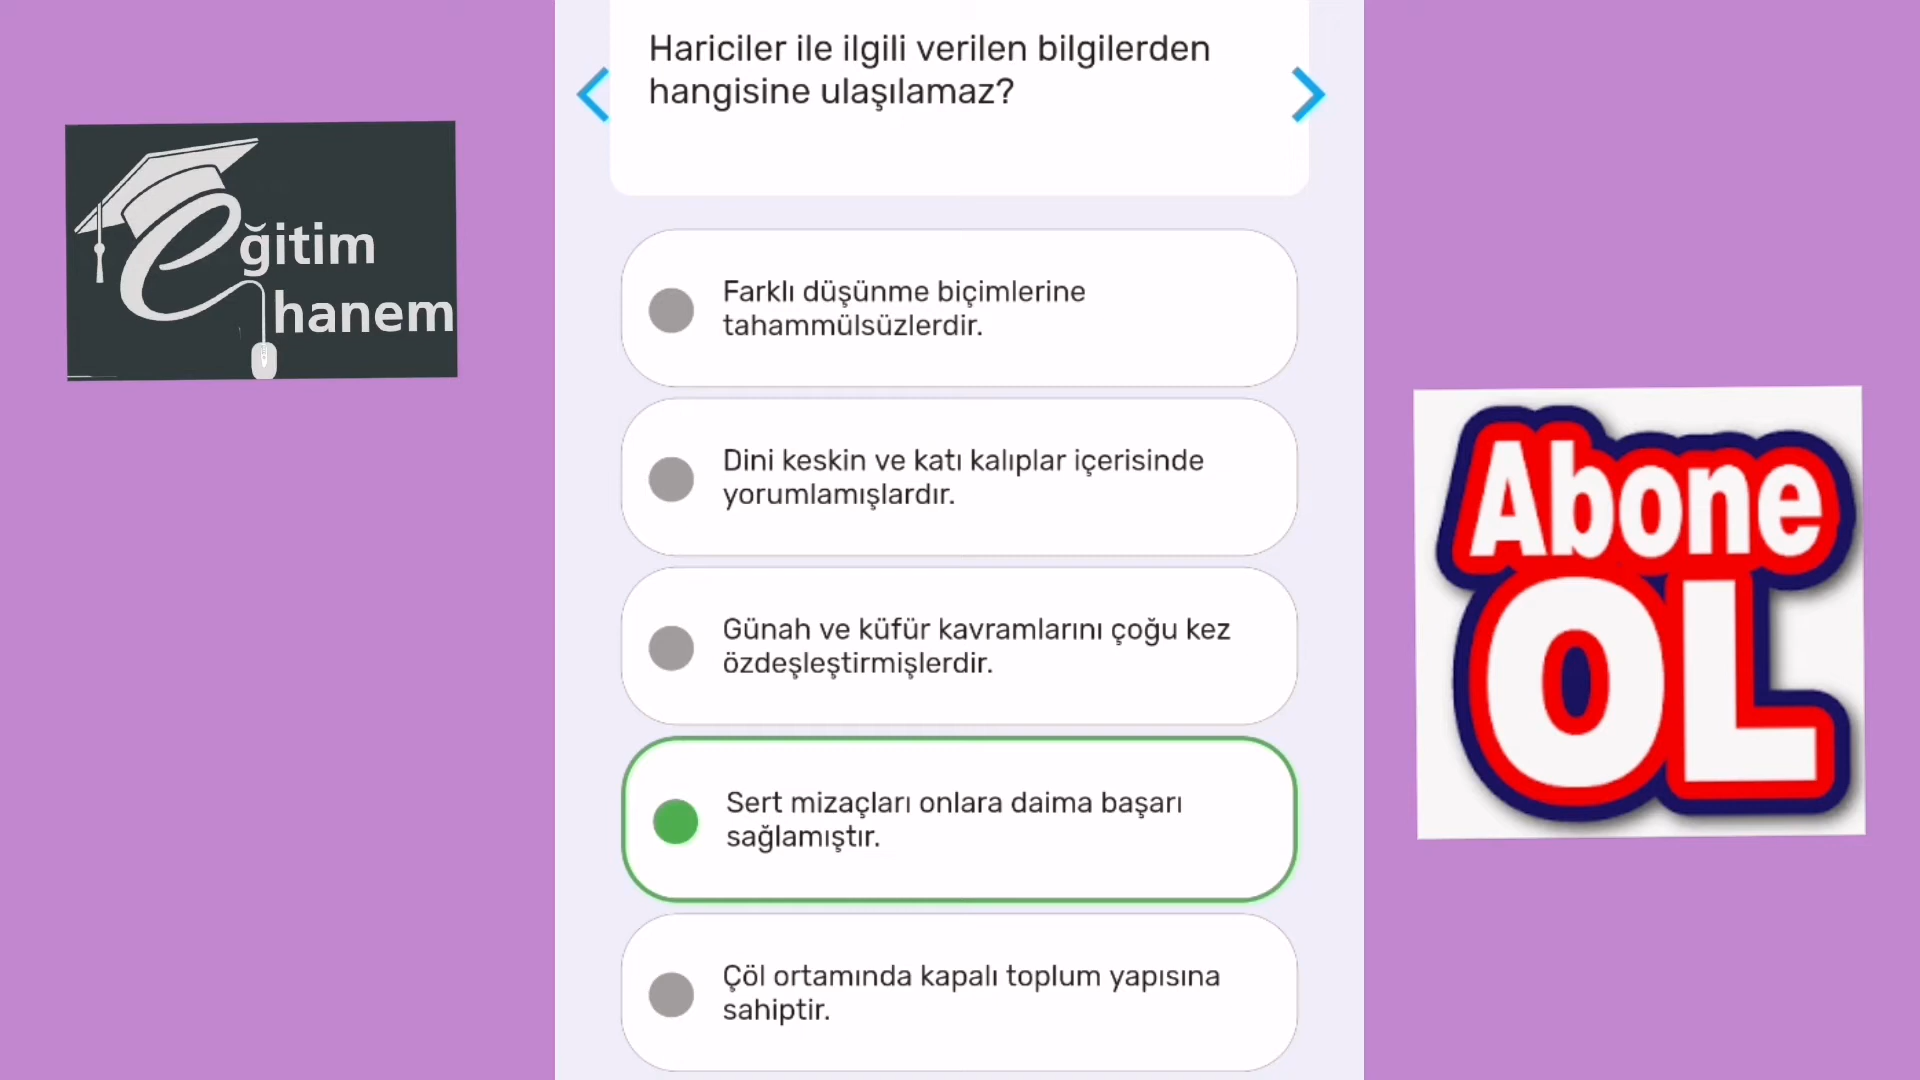 Hariciler ile ilgili verilen bilgilerden
hangisine ulaşılamaz?
eğitim
hanem
Farklı düşünme biçimlerine
tahammülsüzlerdir.
Dini keskin ve katı kalıplar içerisinde
yorumlamışlardır.
Günah ve küfür kavramlarını çoğu kez
özdeşleştirmişlerdir.
Sert mizaçları onlara daima başarı
sağlamıştır.
Çöl ortamında kapalı toplum yapısına
sahiptir.
Abone
OL